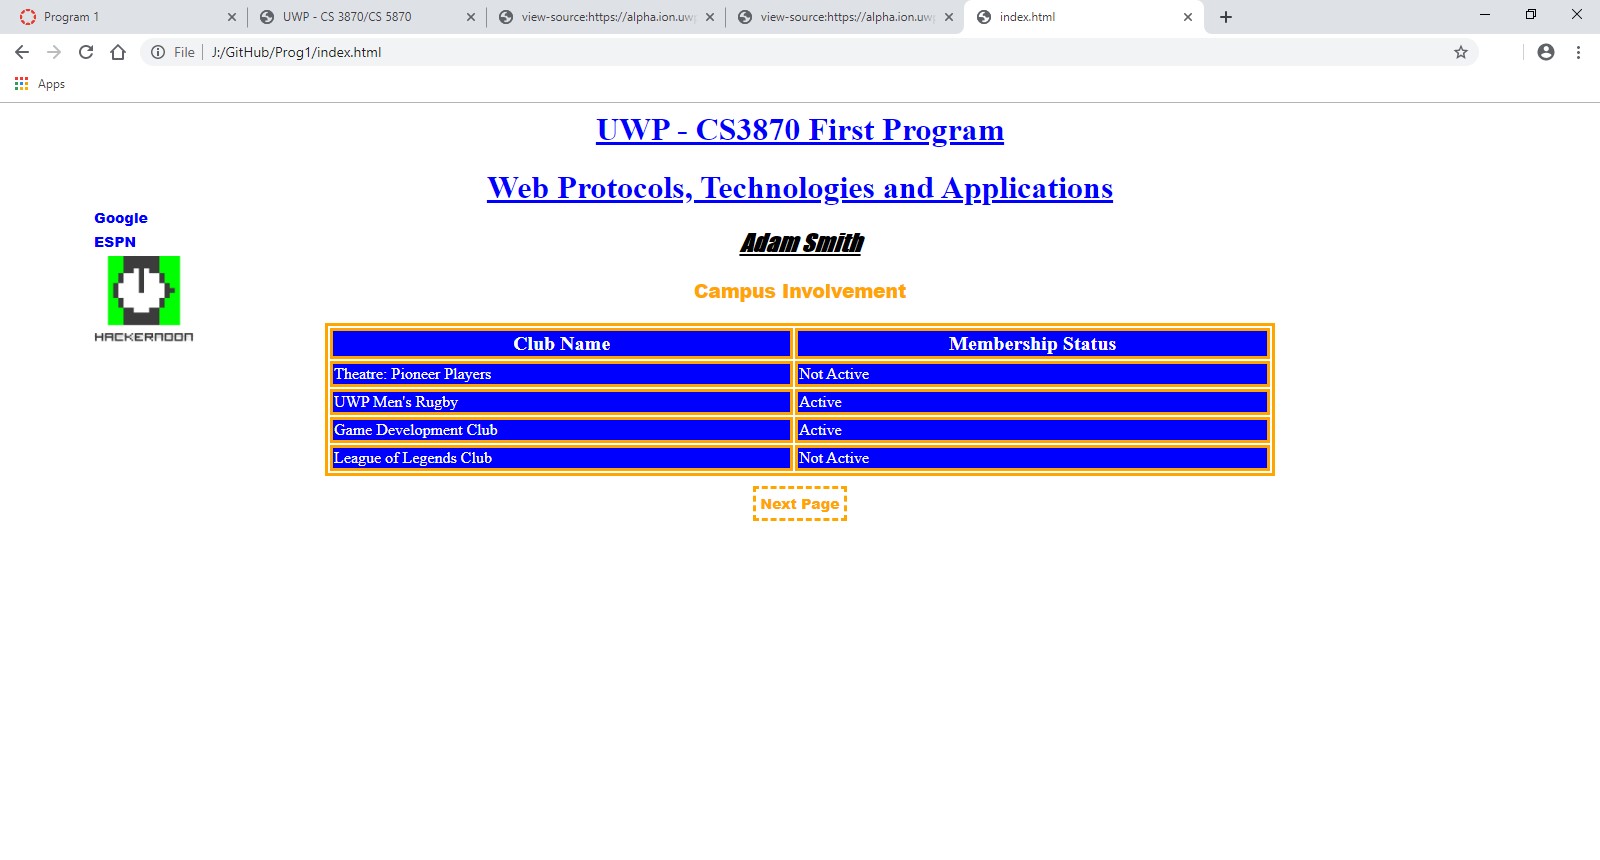 Program 1
UWP - CS 3870/CS 5870
view-source:https://alpha.ion.uwp
view-source:https://alpha.ion.uwp
index.html
File
J:/GitHub/Prog1/index.html
Apps
UWP - CS3870 First Program
Web Protocols, Technologies and Applications
Google
ESPN
HACKERNOON
Adam Smith
Campus Involvement
Club Name Membership Status
Theatre: Pioneer Players Not Active
UWP Men's Rugby Active
Game Development Club Active
League of Legends Club Not Active
Next Page